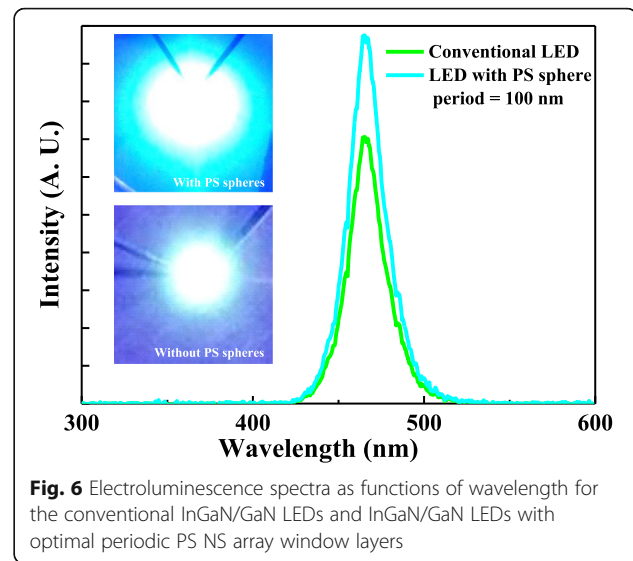 Conventional LED
LED with PS sphere
period = 100 nm
With PS spheres
Without PS spheres
Intensity (A. U.)
300
400
500
600
Wavelength (nm)
Fig. 6 Electroluminescence spectra as functions of wavelength for
the conventional InGaN/GaN LEDs and InGaN/GaN LEDs with
optimal periodic PS NS array window layers